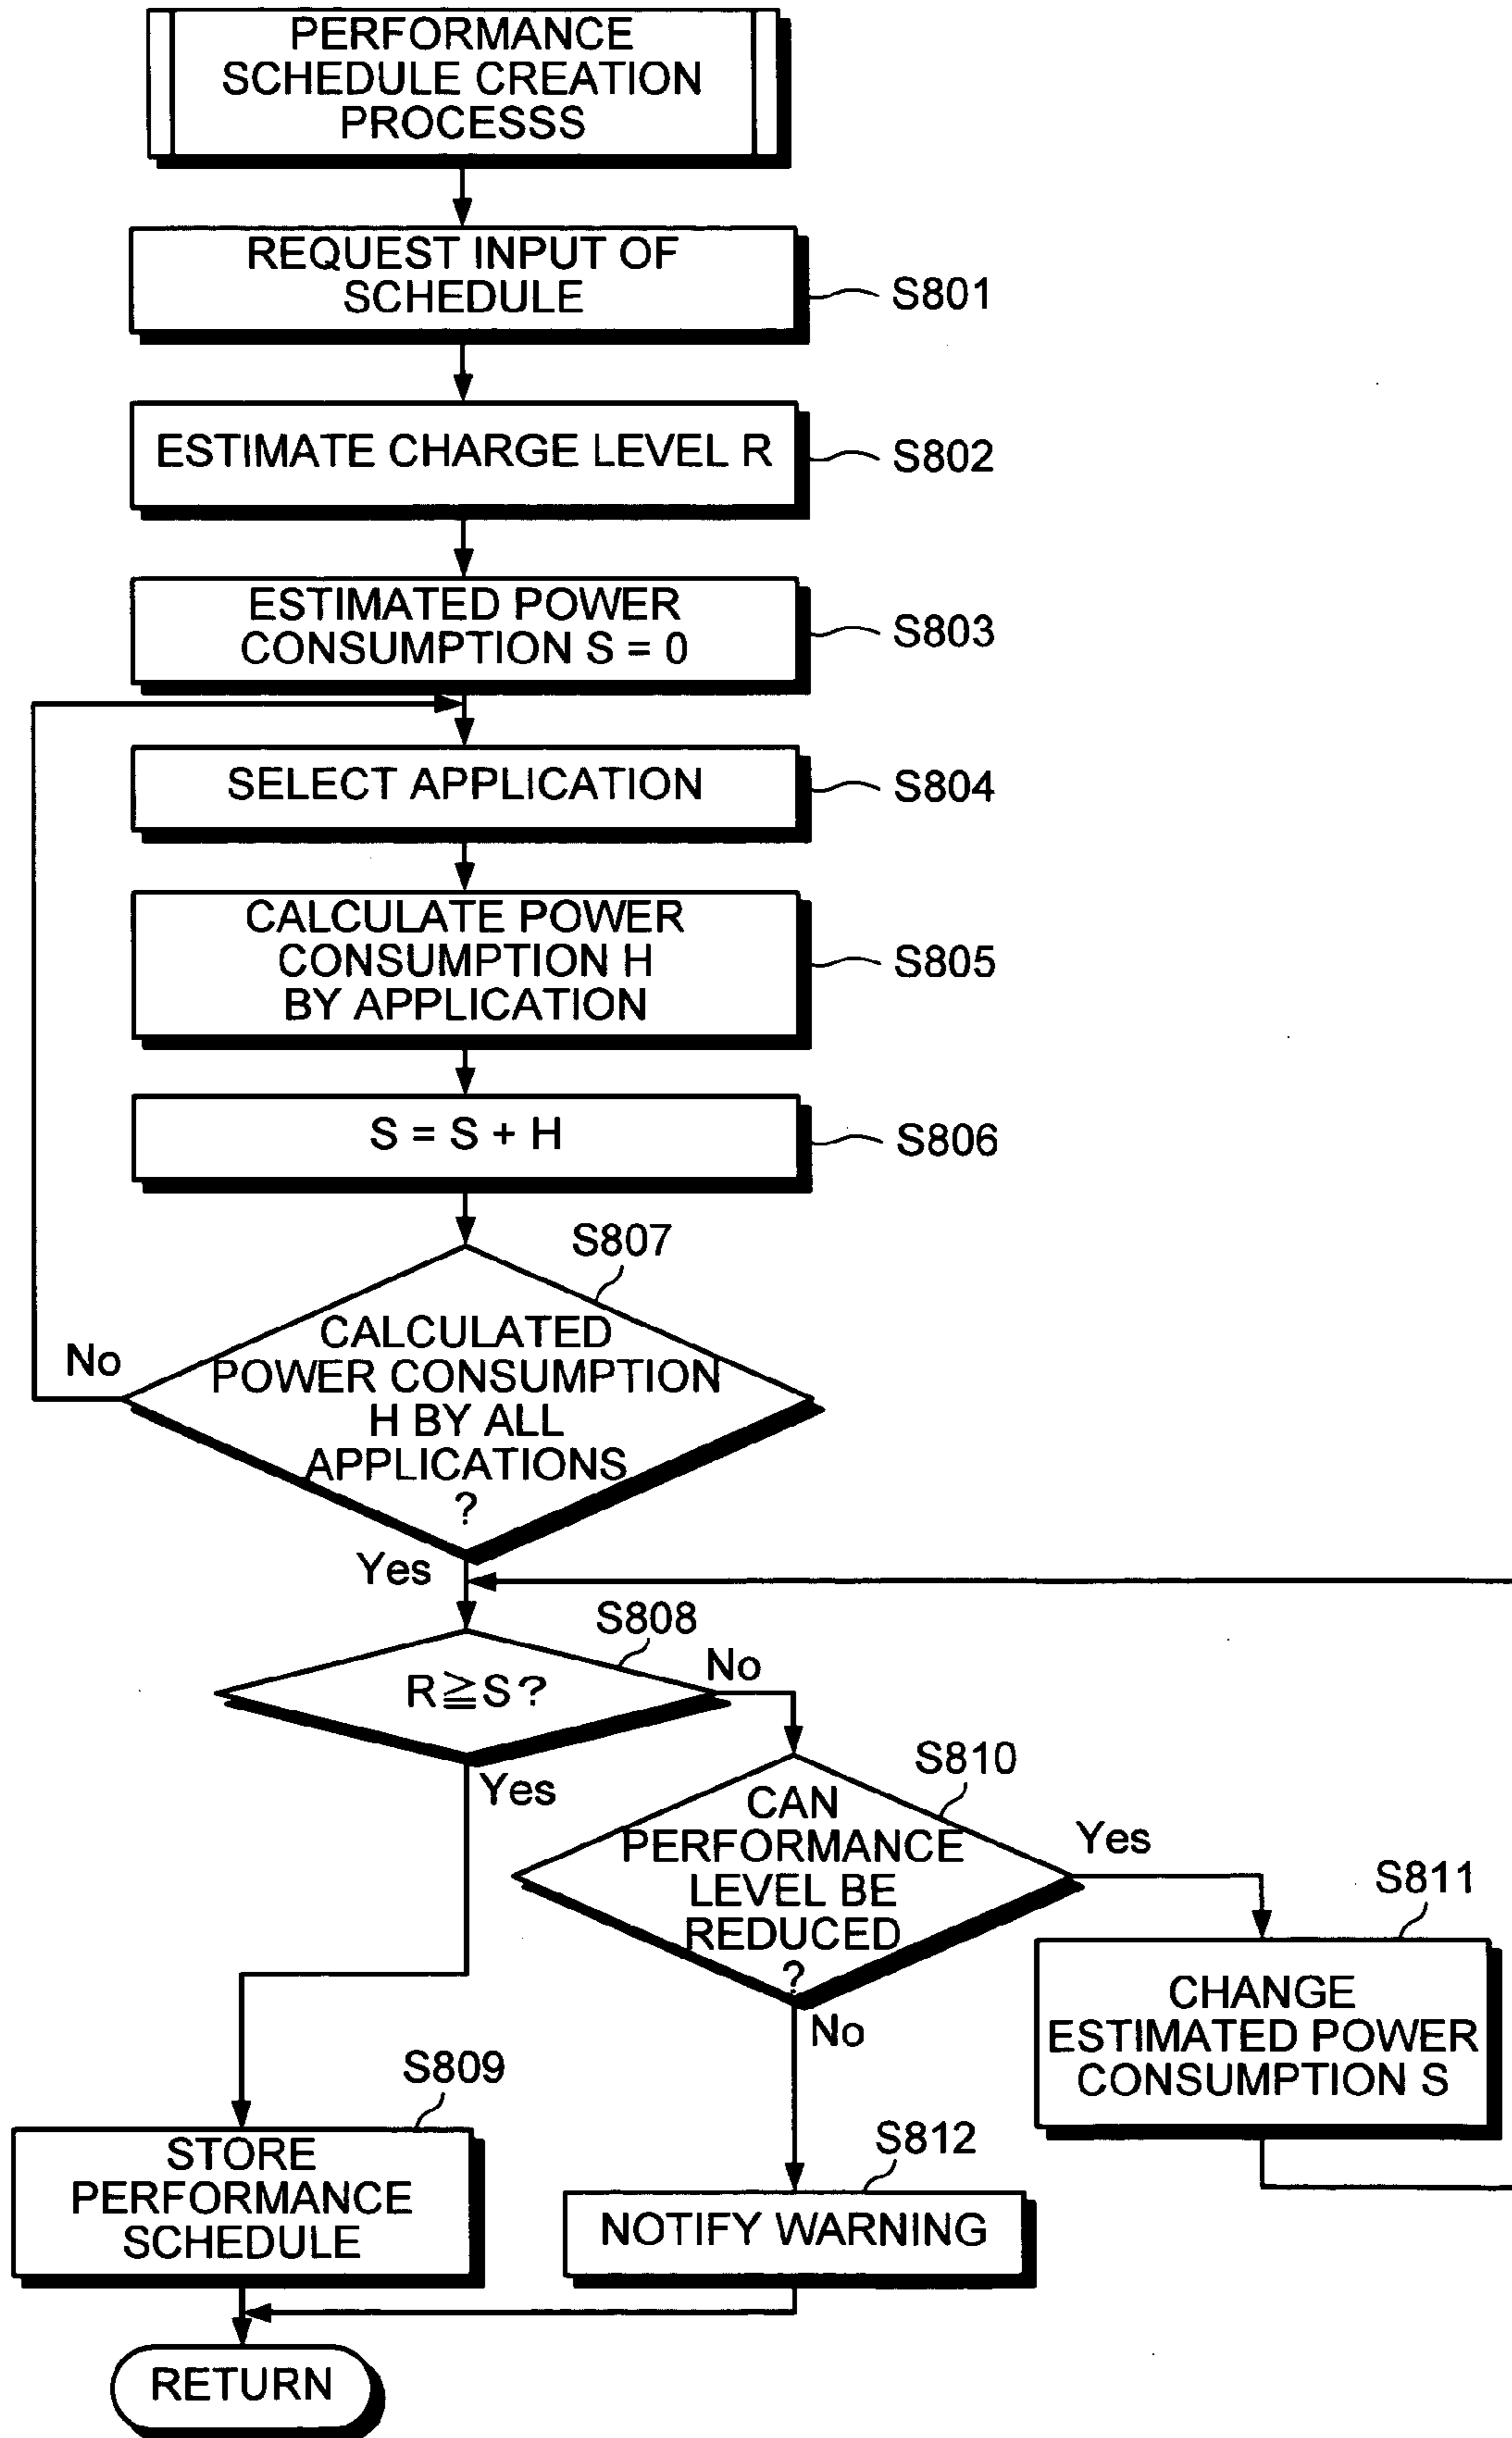 PERFORMANCE
SCHEDULE CREATION
PROCESSS
REQUEST INPUT OF
SCHEDULE
S801
ESTIMATE CHARGE LEVEL R
S802
ESTIMATED POWER
CONSUMPTION S = 0
S803
SELECT APPLICATION
S804
CALCULATE POWER
CONSUMPTION H
BY APPLICATION
S805
S = S + H
S806
S807
CALCULATED
POWER CONSUMPTION
H BY ALL
APPLICATIONS
?
No
Yes
S808
R≧S?
No
Yes
S810
CAN
PERFORMANCE
LEVEL BE
REDUCED
?
Yes
No
S811
CHANGE
ESTIMATED POWER
CONSUMPTION S
S809
STORE
PERFORMANCE
SCHEDULE
S812
NOTIFY WARNING
RETURN